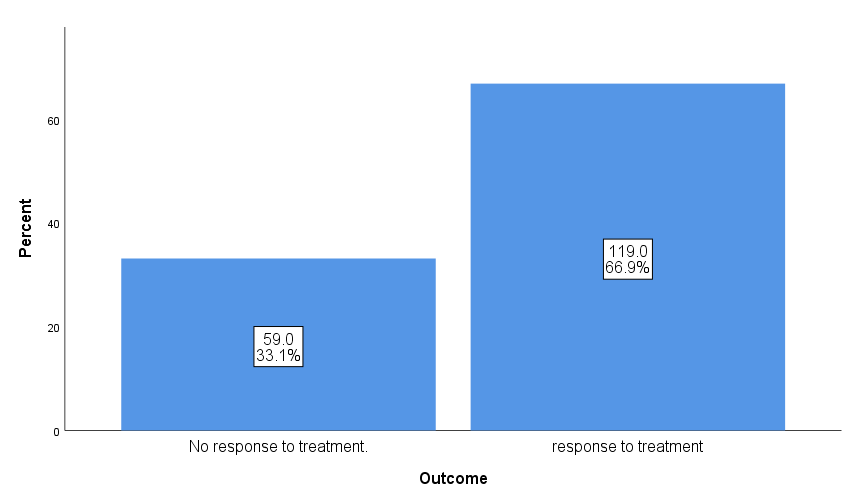 60
40
20
0
Percent
59.0
33.1%
119.0
66.9%
No response to treatment.
response to treatment
Outcome